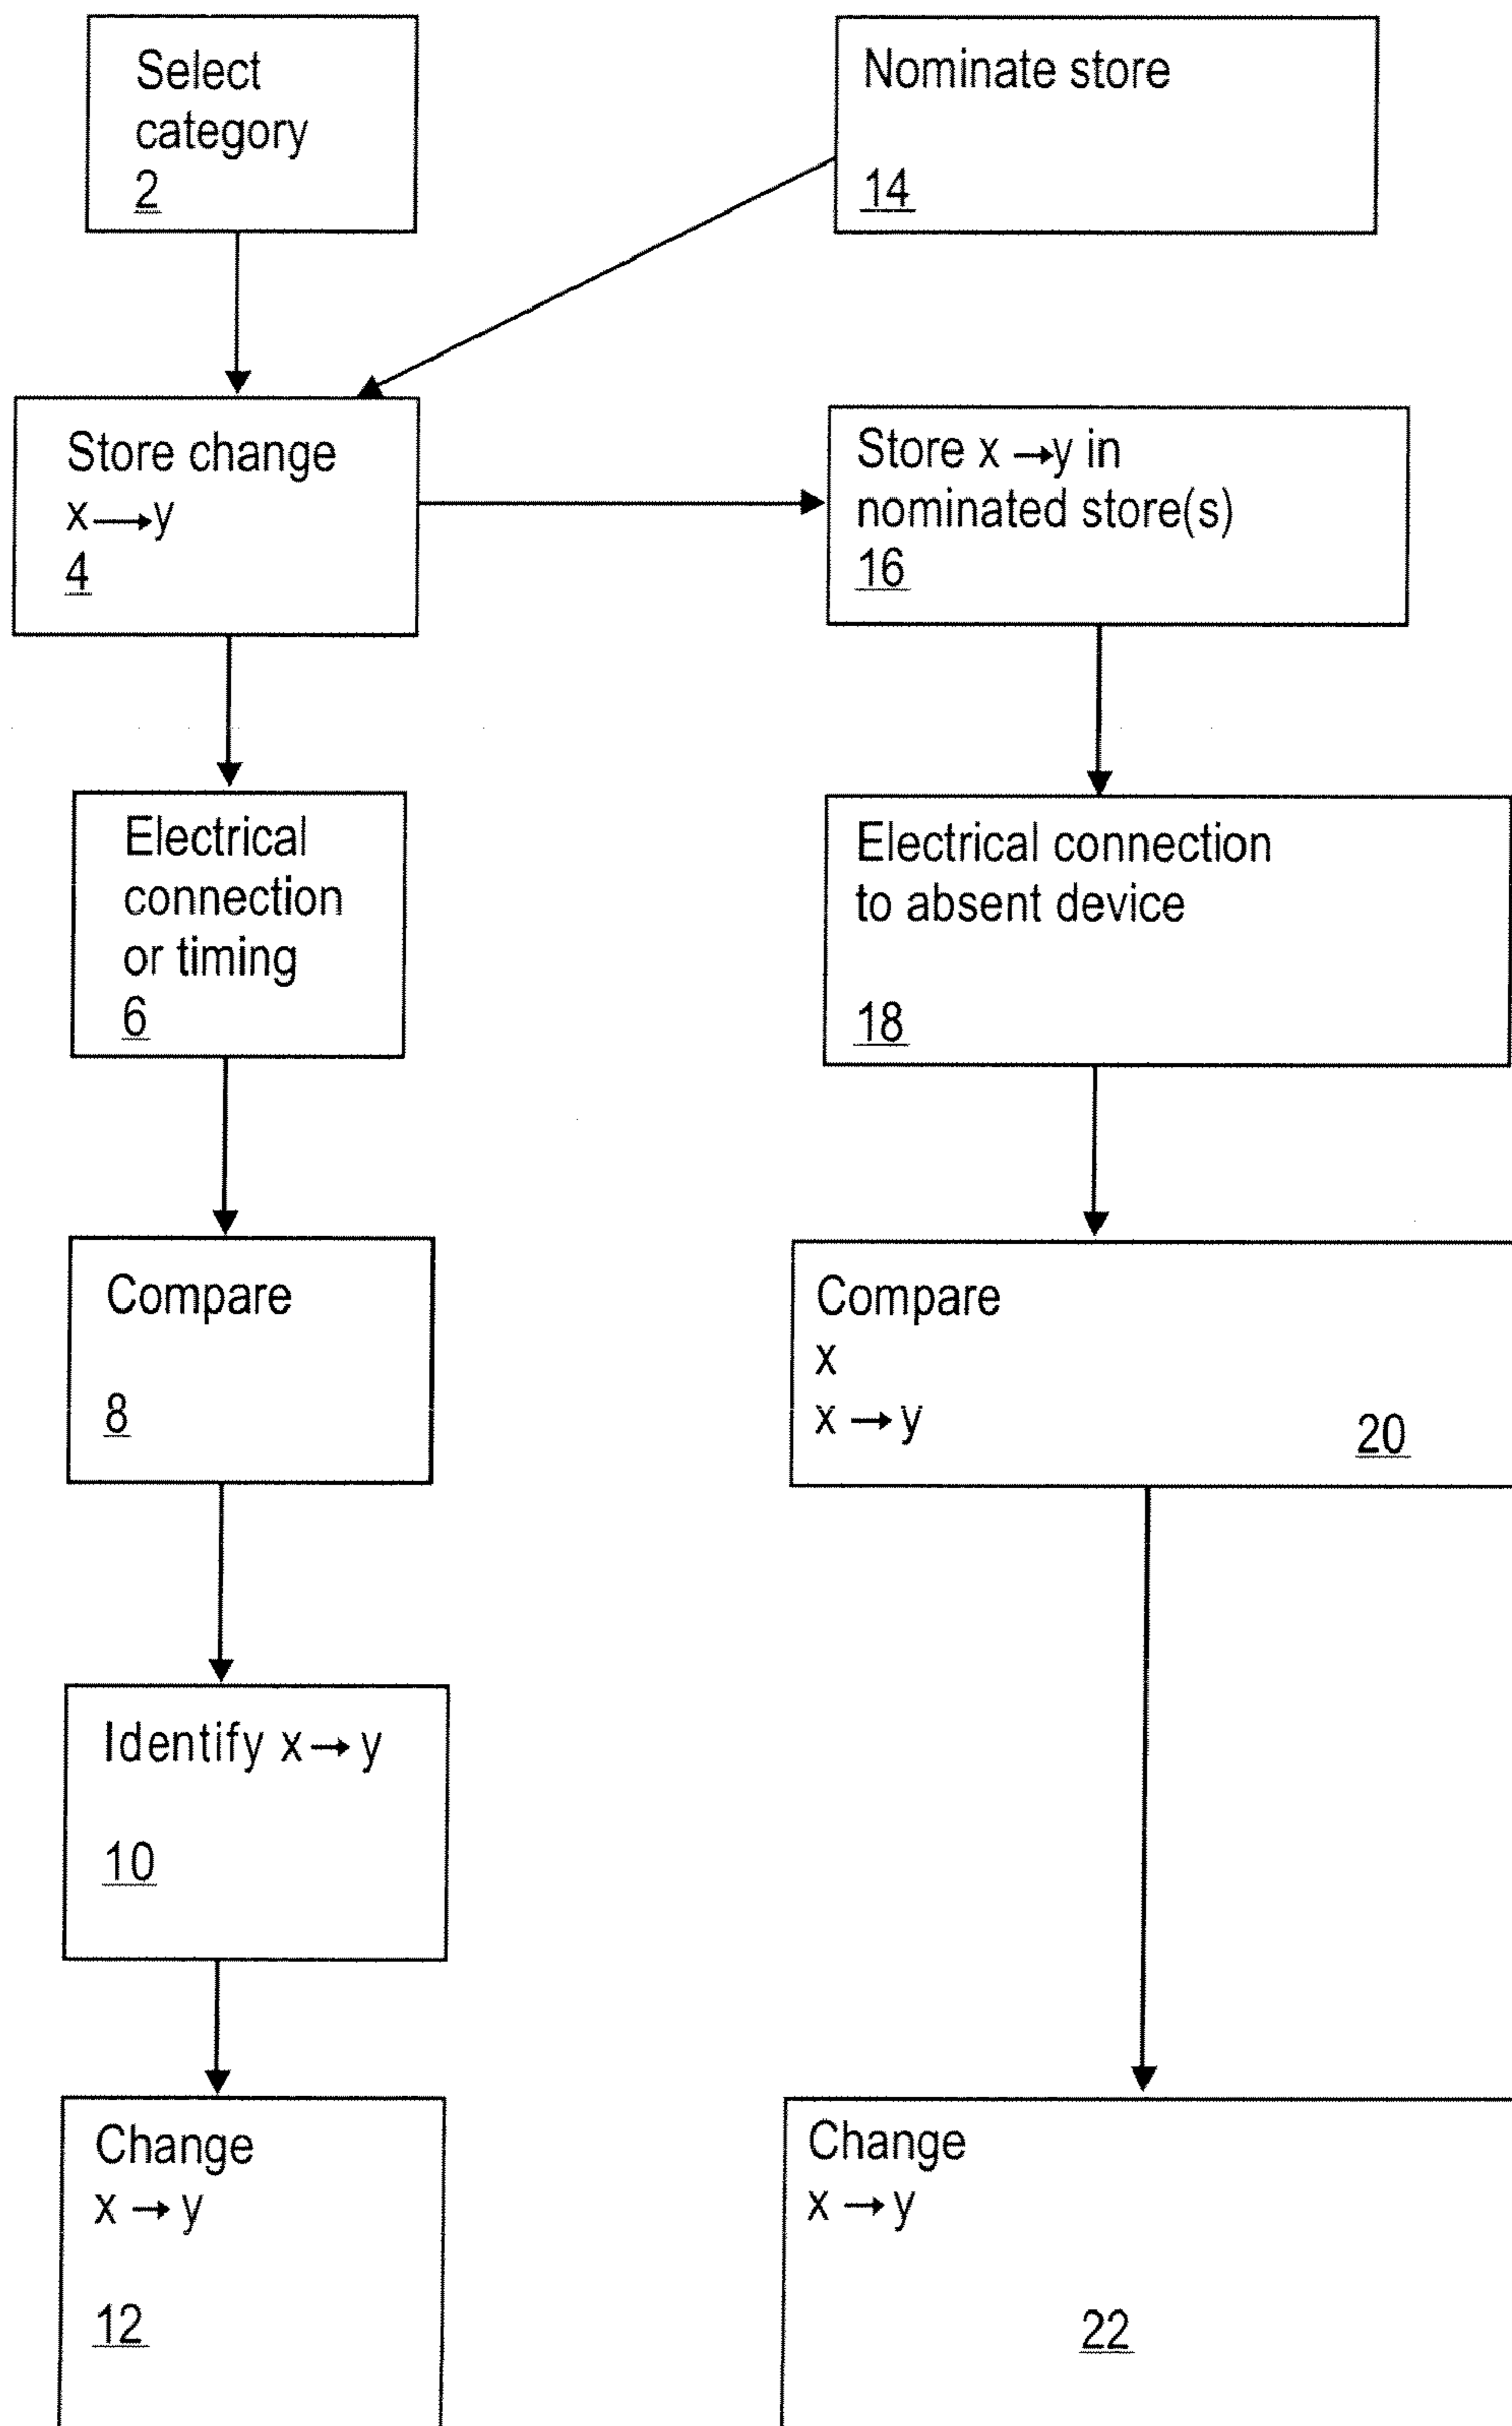 Select
category
2
Nominate store
14
Store change
x→y
4
Store x→y in
nominated store(s)
16
Electrical
connection
or timing
6
Electrical connection
to absent device
18
Compare
8
Compare
x
x→y
20
Identify x→y
10
Change
x→y
12
Change
x→y
22